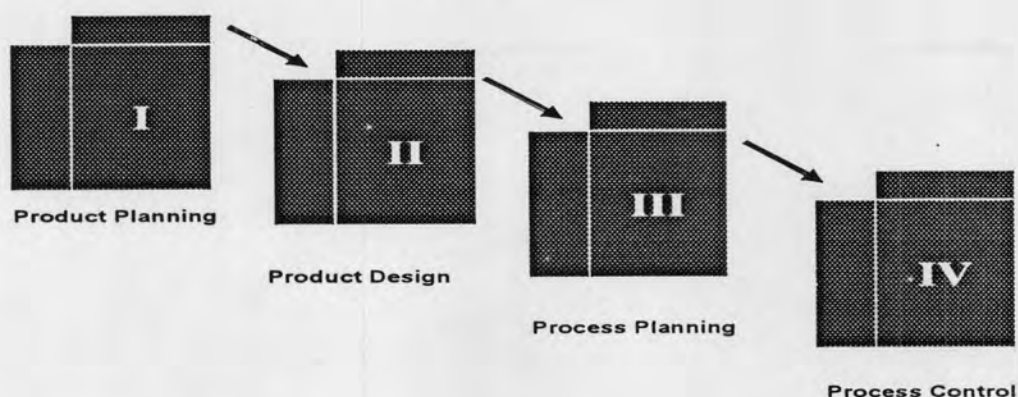 I
Product Planning
II
Product Design
III
Process Planning
IV
Process Control